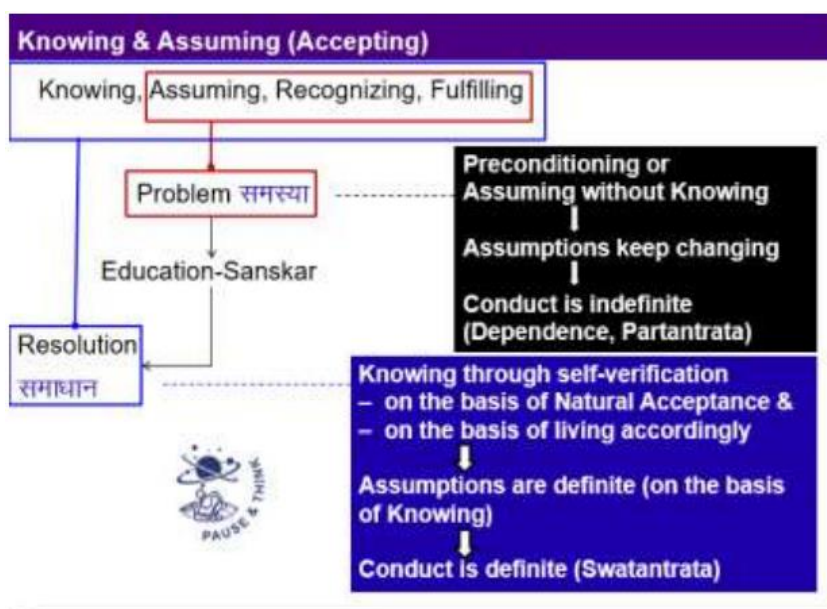 Knowing & Assuming (Accepting)
Knowing, Assuming, Recognizing, Fulfilling
Problem समस्या
Education-Sanskar
Resolution
समाधान
Preconditioning or
Assuming without Knowing
Assumptions keep changing
Conduct is indefinite
(Dependence, Partantrata)
Knowing through self-verification
– on the basis of Natural Acceptance &
– on the basis of living accordingly
Assumptions are definite (on the basis
of Knowing)
Conduct is definite (Swatantrata)
PAUSE & THINK